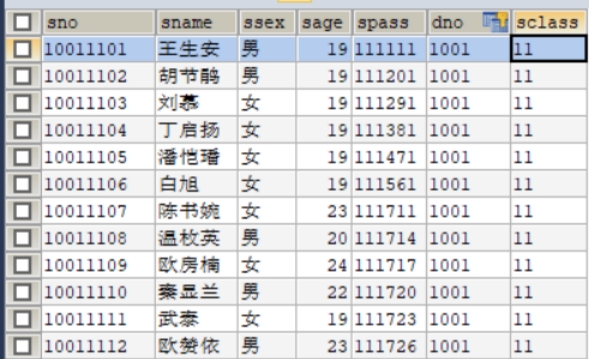 sno sname ssex sage spass dno sclass
10011101 王生安 男 19 111111 1001 11
10011102 胡节鹃 男 19 111201 1001 11
10011103 刘慕 女 19 111291 1001 11
10011104 丁启扬 女 19 111381 1001 11
10011105 潘恺璠 女 19 111471 1001 11
10011106 白旭 女 19 111561 1001 11
10011107 陈书婉 女 23 111711 1001 11
10011108 温枚英 男 20 111714 1001 11
10011109 欧房楠 女 24 111717 1001 11
10011110 秦显兰 男 22 111720 1001 11
10011111 武泰 女 19 111723 1001 11
10011112 欧赞依 男 23 111726 1001 11